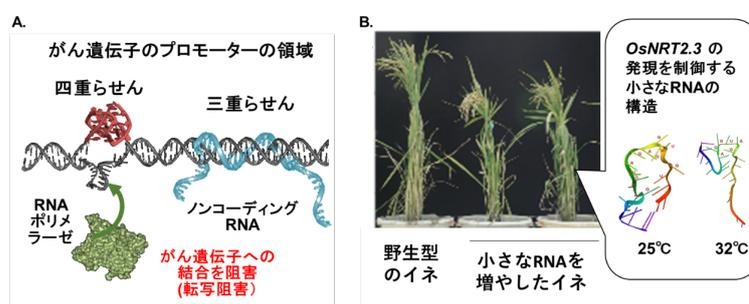 A.
がん遺伝子のプロモーターの領域
四重らせん
三重らせん
RNA
ポリメ
ラーゼ
ノンコーディング
RNA
がん遺伝子への
結合を阻害
(転写阻害)
B.
野生型
のイネ
小さなRNAを
増やしたイネ
OsNRT2.3 の
発現を制御する
小さなRNAの
構造
25℃
32℃